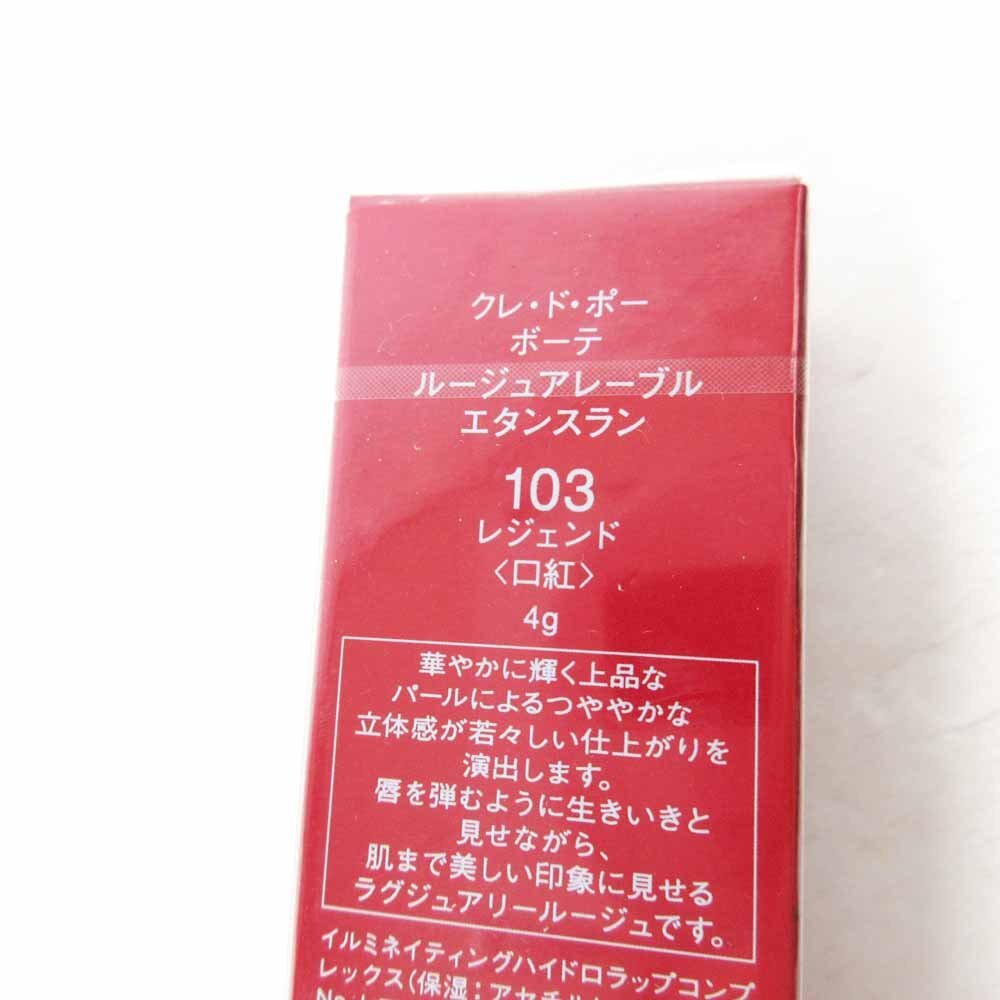 クレ・ド・ポー
ボーテ
ルージュアレーブル
エタンスラン
103
レジェンド
〈口紅〉
4g
華やかに輝く上品な
パールによるつややかな
立体感が若々しい仕上がりを
演出します。
唇を弾むように生きいきと
見せながら、
肌まで美しい印象に見せる
ラグジュアリールージュです。
イルミネイティングハイドロラップコンプ
レックス(保湿:アセチル